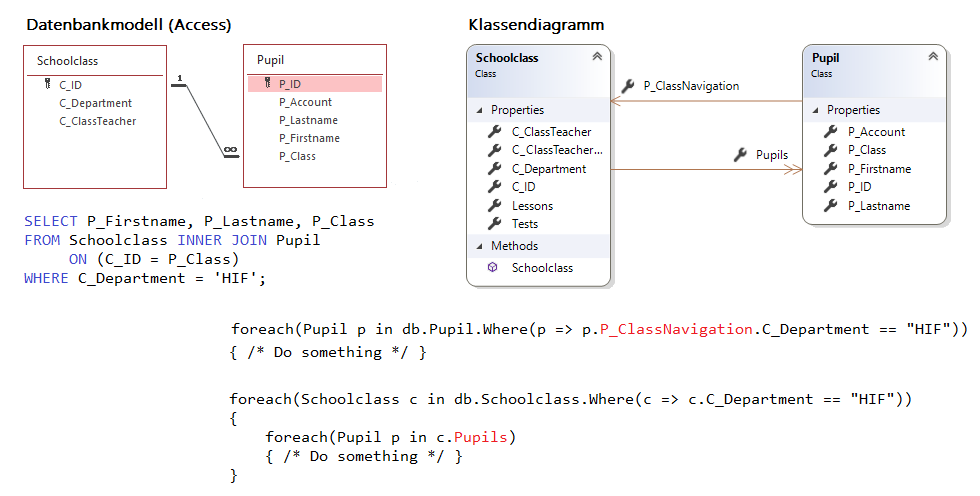 Datenbankmodell (Access)
Schoolclass
C_ID
C_Department
C_ClassTeacher
1
∞
Pupil
P_ID
P_Account
P_Lastname
P_Firstname
P_Class
SELECT P_Firstname, P_Lastname, P_Class
FROM Schoolclass INNER JOIN Pupil
ON (C_ID = P_Class)
WHERE C_Department = 'HIF';
Klassendiagramm
Schoolclass
Class
Properties
C_ClassTeacher
C_ClassTeacher...
C_Department
C_ID
Lessons
Tests
Methods
Schoolclass
P_ClassNavigation
Pupils
Pupil
Class
Properties
P_Account
P_Class
P_Firstname
P_ID
P_Lastname
foreach(Pupil p in db.Pupil.Where(p => p.P_ClassNavigation.C_Department == "HIF"))
{ /* Do something */ }
foreach(Schoolclass c in db.Schoolclass.Where(c => c.C_Department == "HIF"))
{
foreach(Pupil p in c.Pupils)
{ /* Do something */ }
}